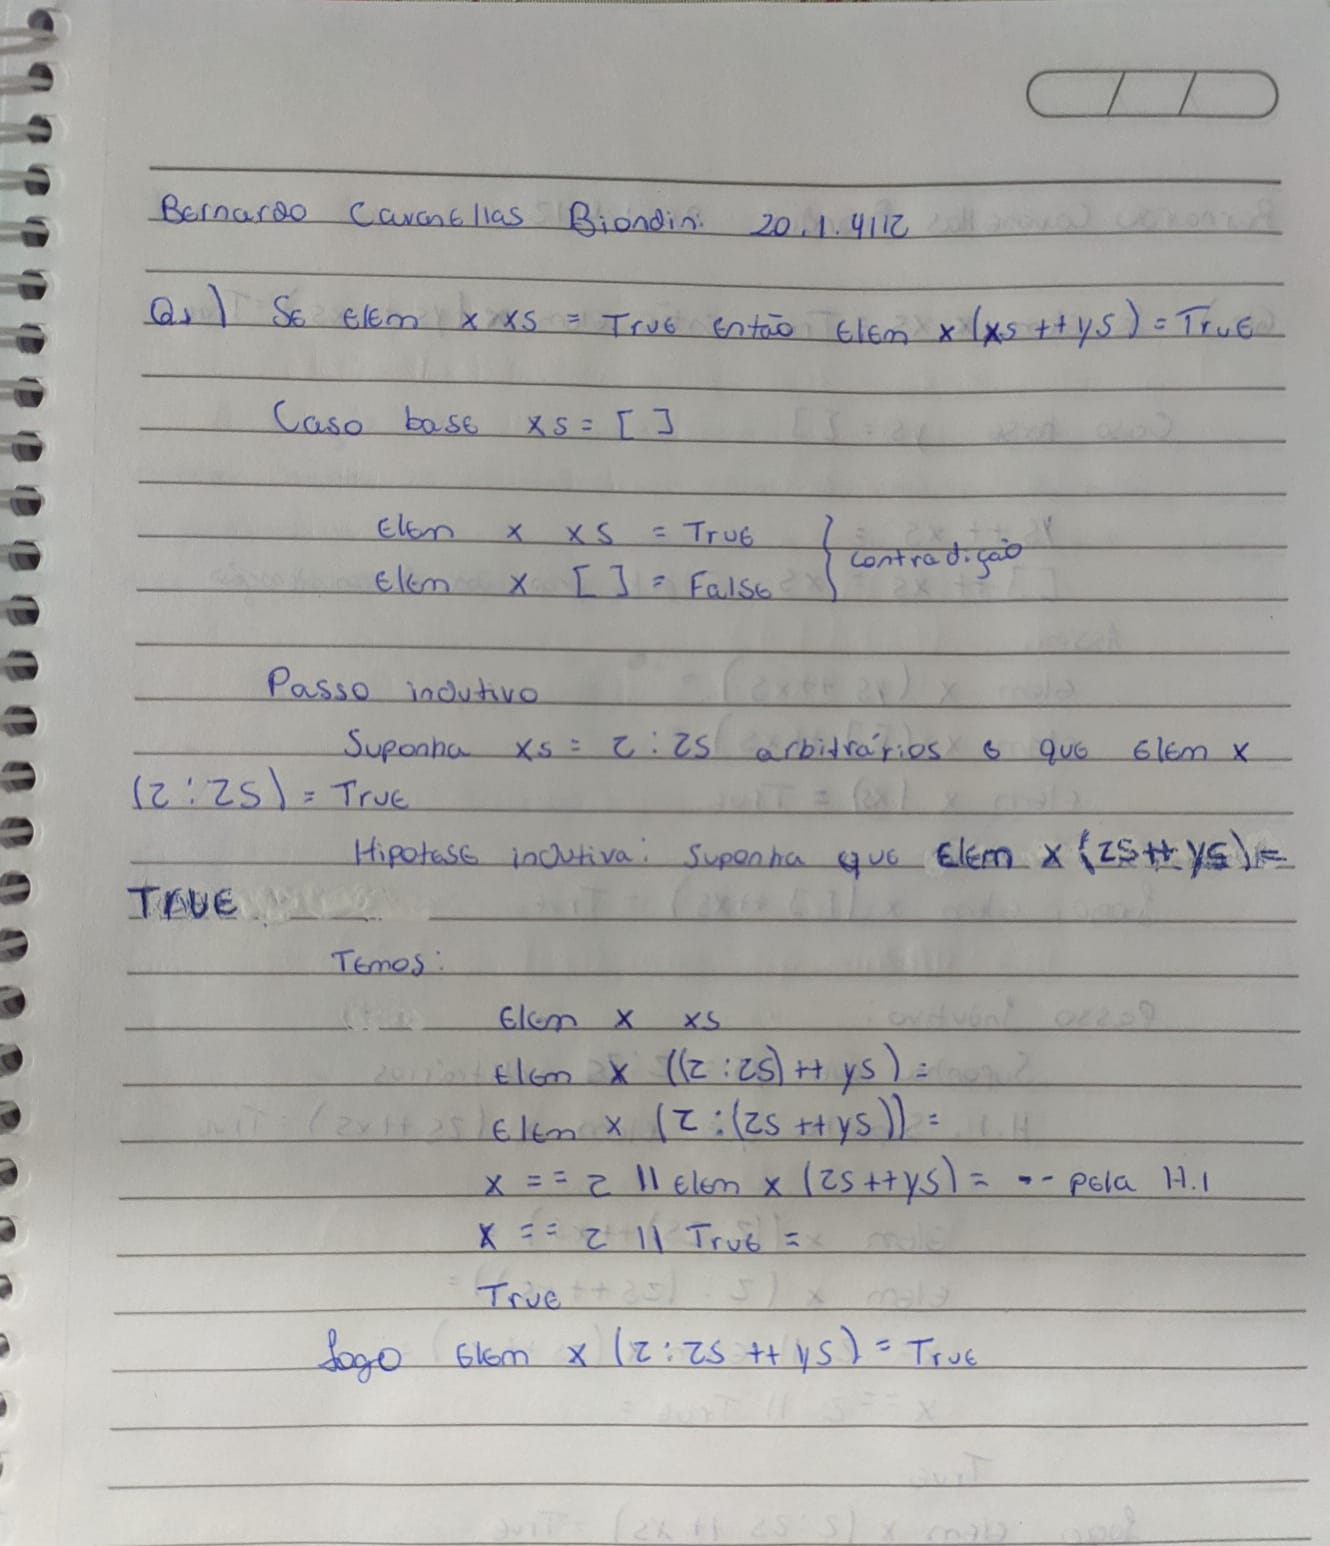 Bernardo Cavanellas Biondini 20.1.4112
Q1) Se elem x xs = True então elem x (xs ++ ys) = True
Caso base xs = [ ]
elem x xs = True
contradição
elem x [ ] = False
Passo indutivo
Suponha xs = z : zs arbitrários e que elem x
(z : zs) = True
Hipotese indutiva: Suponha que elem x (zs ++ ys) =
TRUE
Temos:
elem x xs
elem x ((z : zs) ++ ys) =
elem x (z : (zs ++ ys)) =
x == z || elem x (zs ++ ys) = -- pela H.I
x == z || True =
True
Logo elem x (z : zs ++ ys) = True